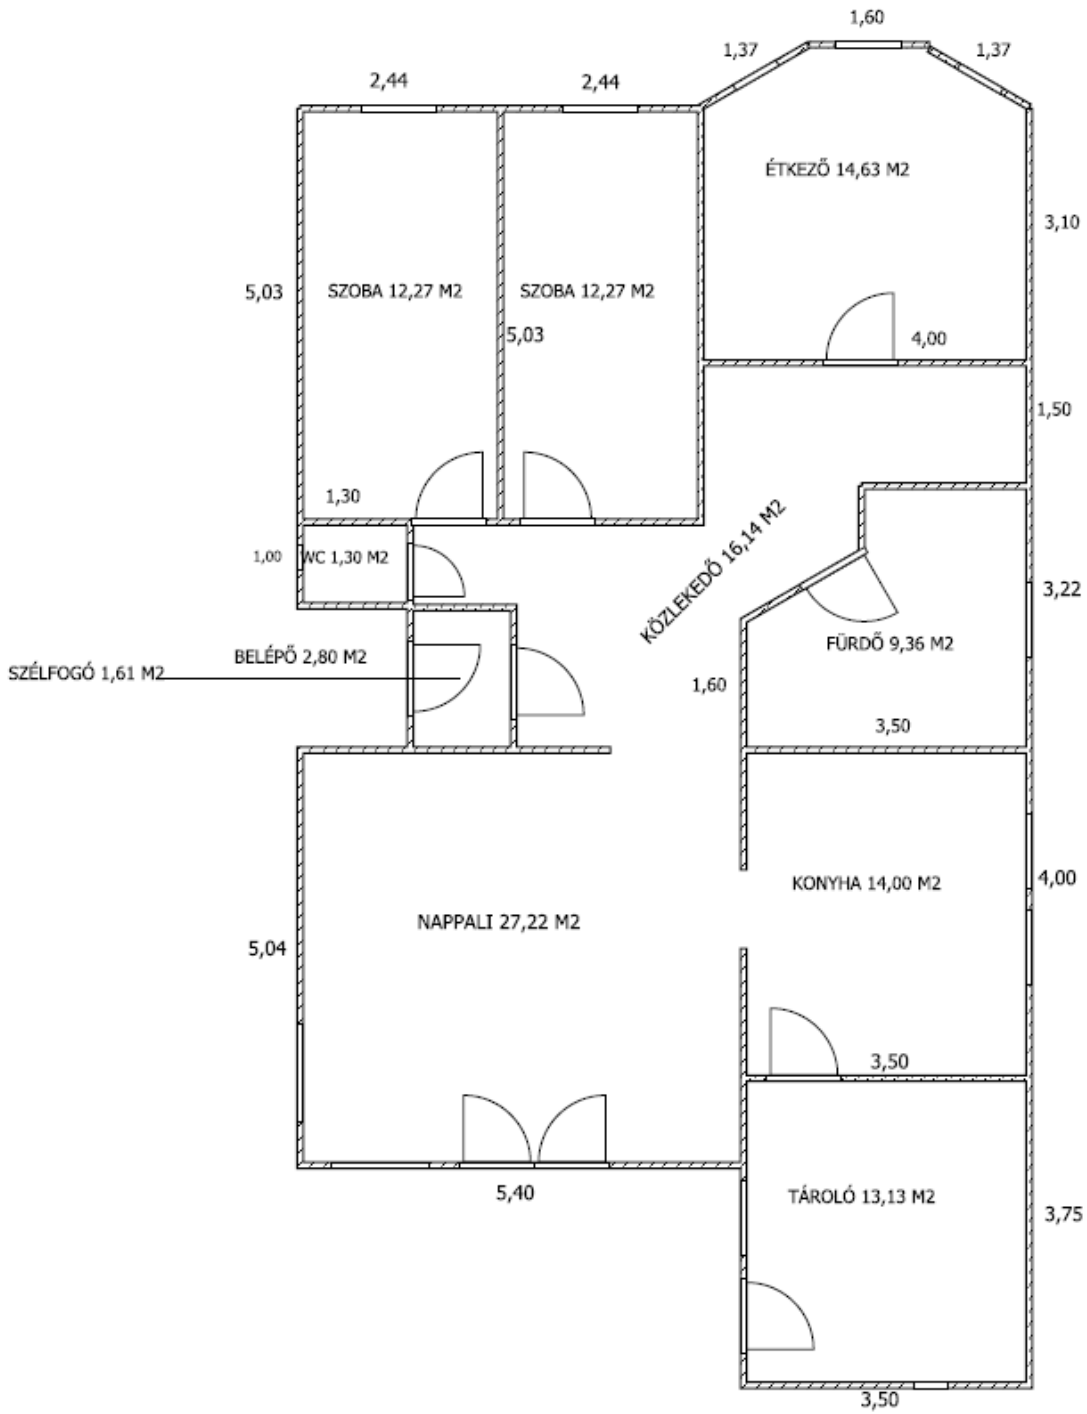 1,60
1,37
1,37
2,44
2,44
ÉTKEZŐ 14,63 M2
3,10
5,03
SZOBA 12,27 M2
SZOBA 12,27 M2
5,03
4,00
1,50
1,30
1,00
WC 1,30 M2
KÖZLEKEDŐ 16,14 M2
3,22
FÜRDŐ 9,36 M2
BELÉPŐ 2,80 M2
SZÉLFOGÓ 1,61 M2
1,60
3,50
KONYHA 14,00 M2
4,00
NAPPALI 27,22 M2
5,04
3,50
5,40
TÁROLÓ 13,13 M2
3,75
3,50